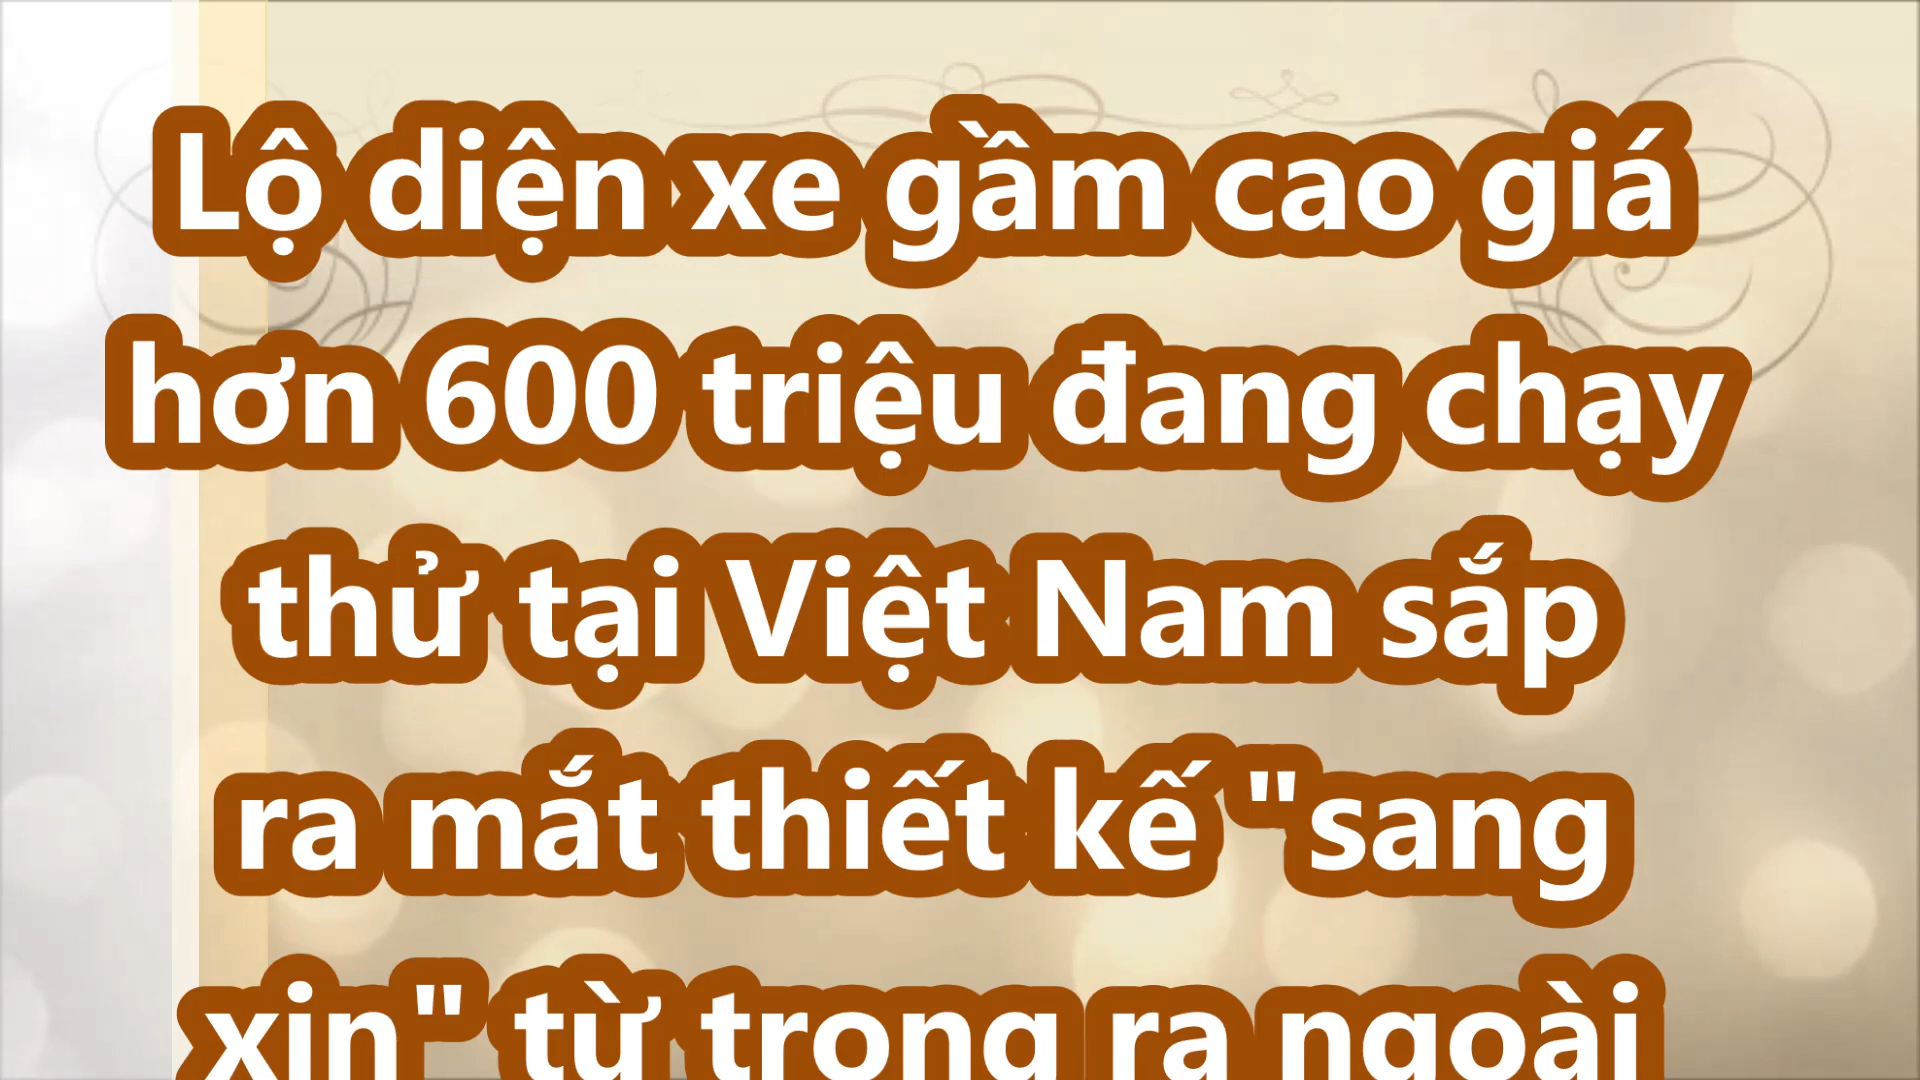 Lộ diện xe gầm cao giá
hơn 600 triệu đang chạy
thử tại Việt Nam sắp
ra mắt thiết kế "sang
xịn" từ trong ra ngoài